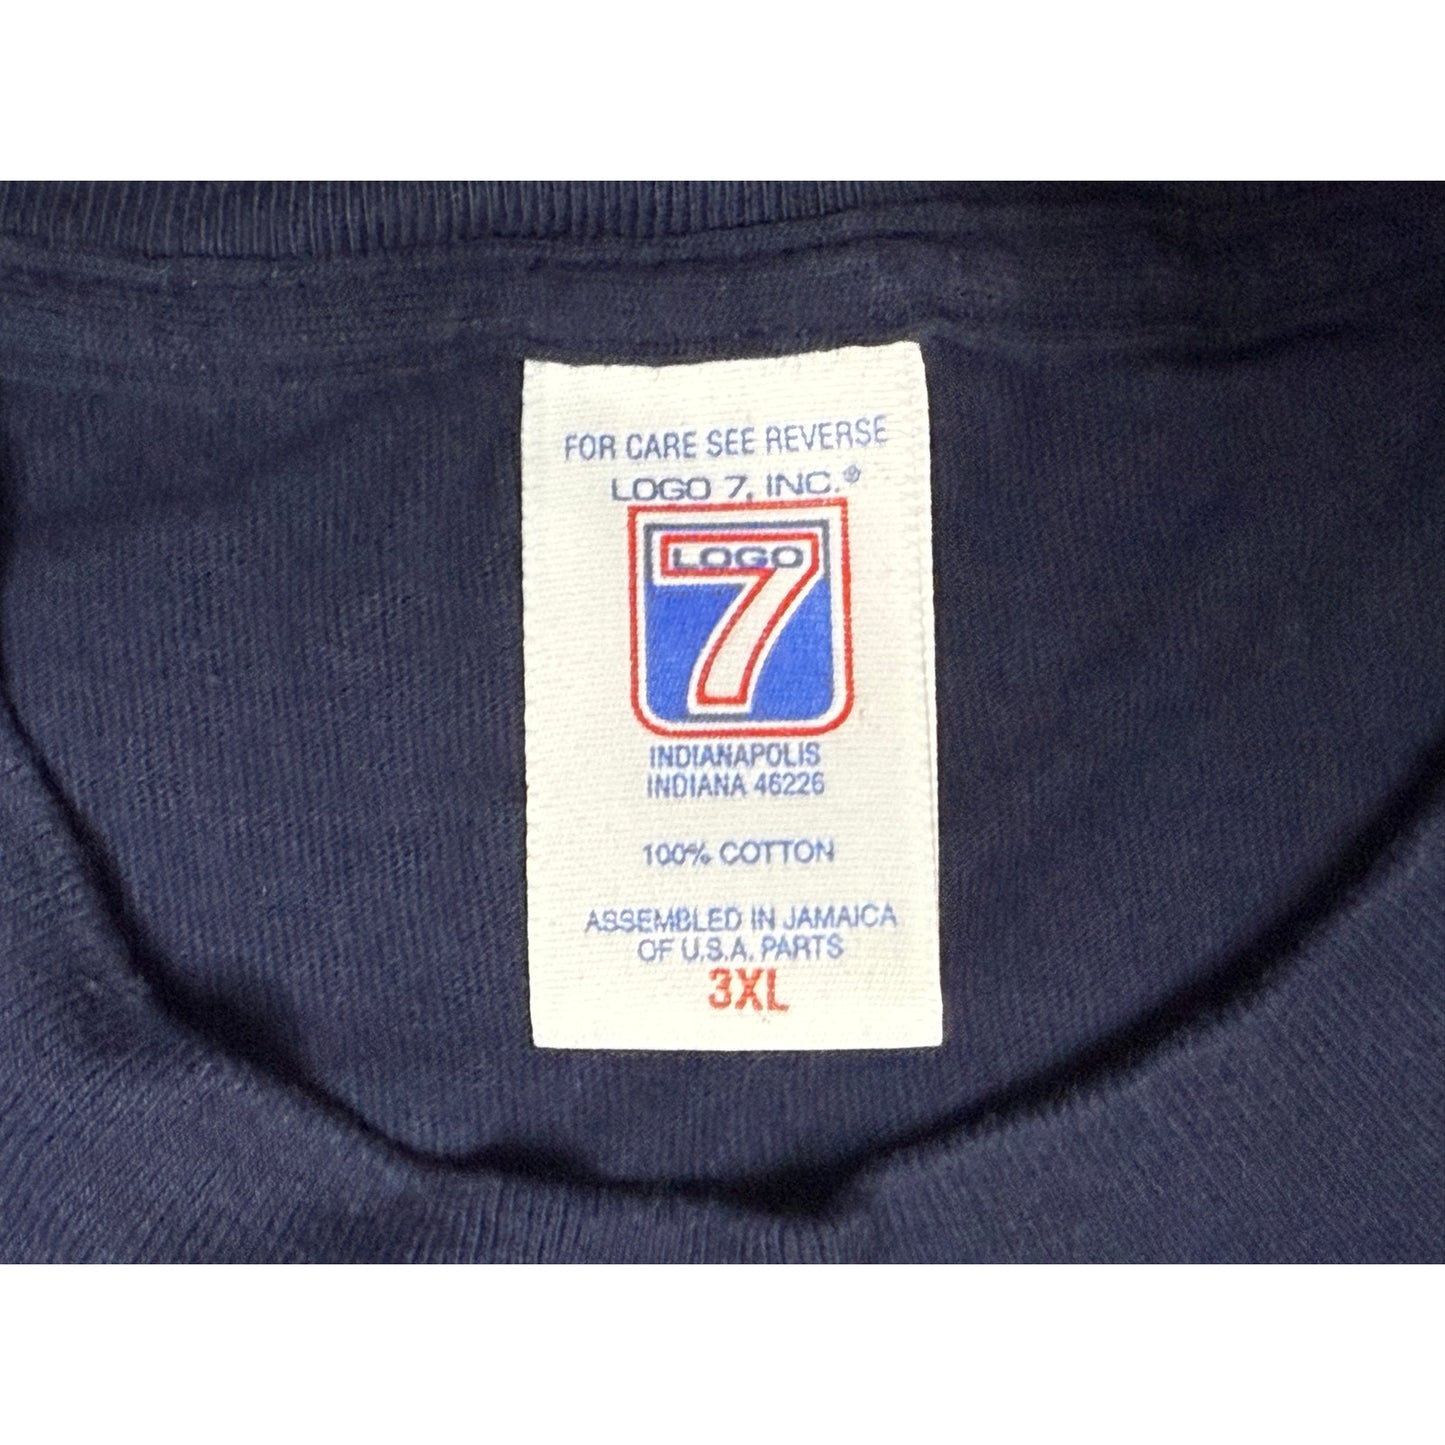 FOR CARE SEE REVERSE
LOGO 7, INC.®
LOGO
7
INDIANAPOLIS
INDIANA 46226
100% COTTON
ASSEMBLED IN JAMAICA
OF U.S.A. PARTS
3XL